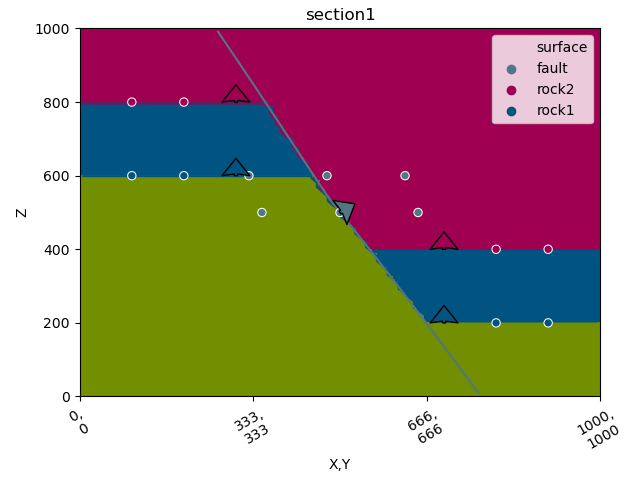 section1
surface
fault
rock2
rock1
1000
800
600
400
200
0
Z
0,
0
333,
333
666,
666
1000,
1000
X,Y